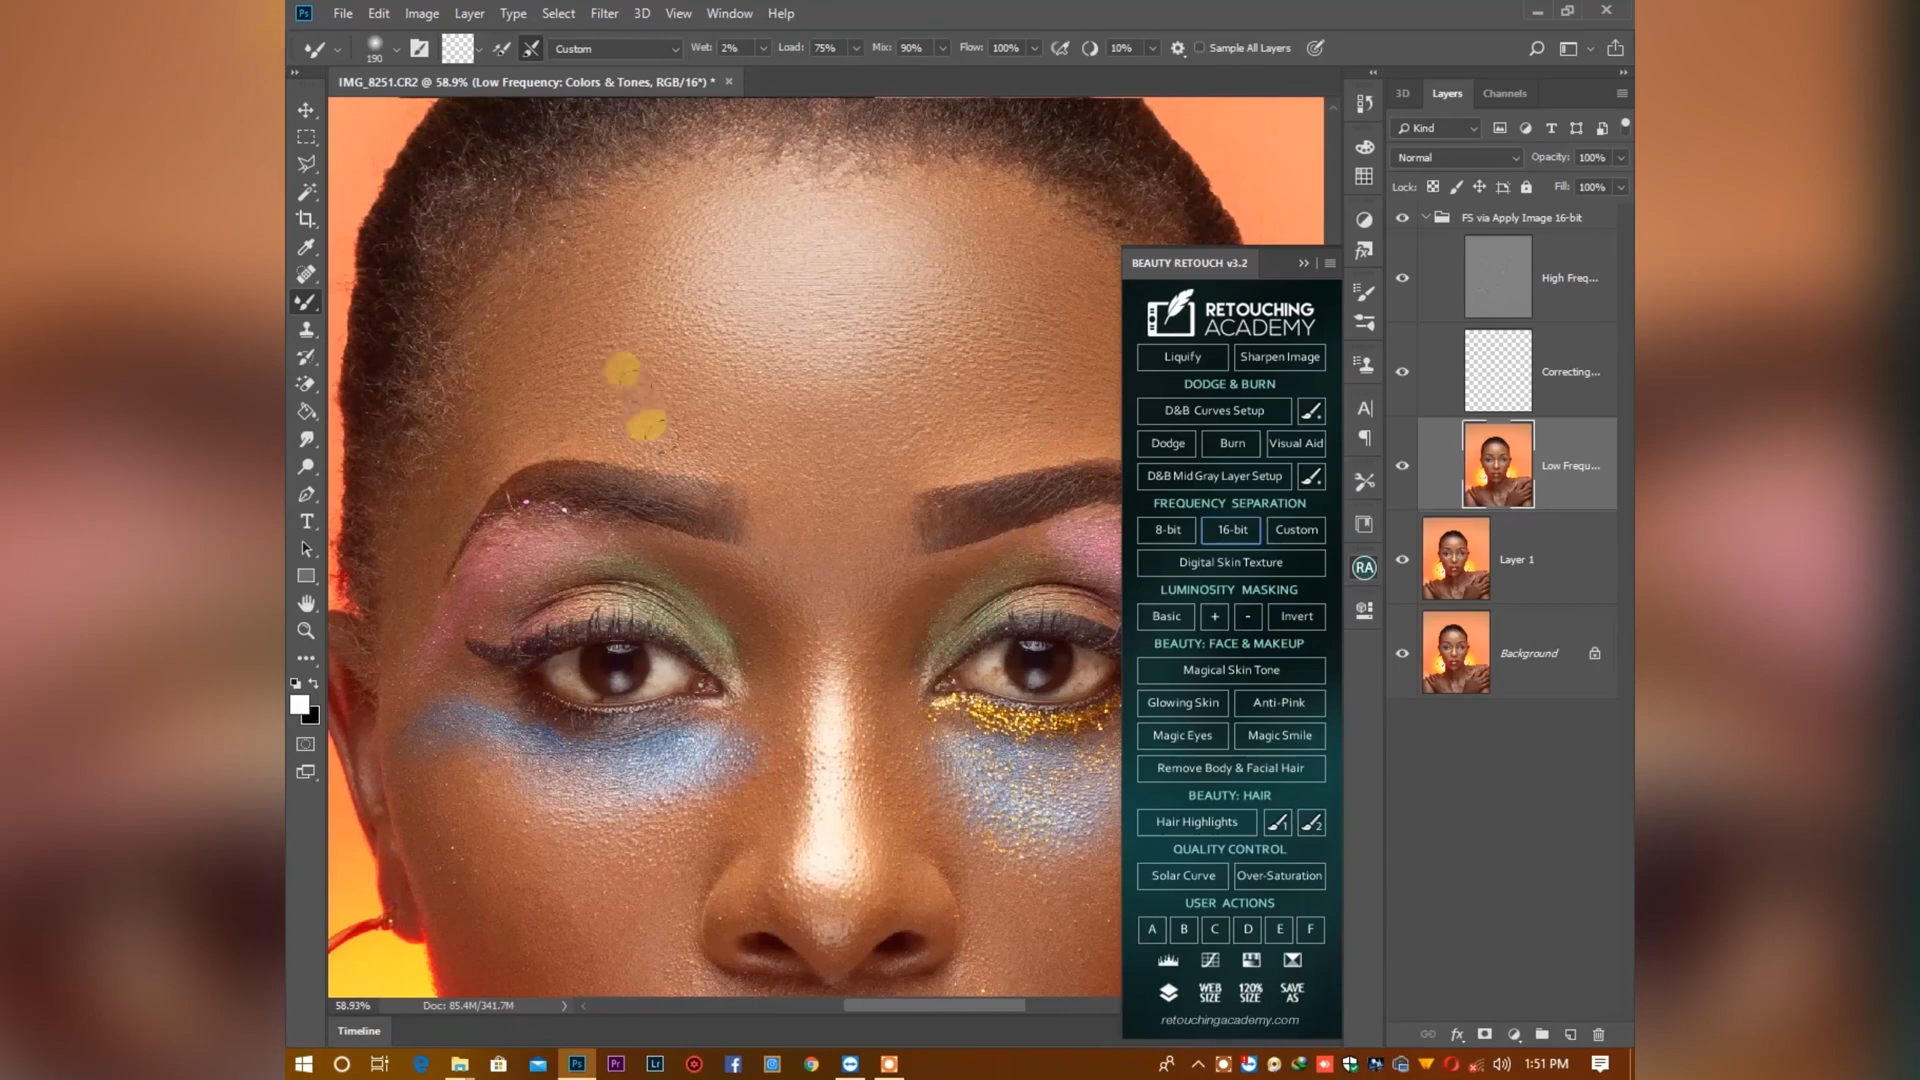 Ps File Edit Image Layer Type Select Filter 3D View Window Help
190 Custom Wet: 2% Load: 75% Mix: 90% Flow: 100% 10% Sample All Layers
IMG_8251.CR2 @ 58.9% (Low Frequency: Colors & Tones, RGB/16*) *
3D Layers Channels
Kind
Normal Opacity: 100%
Lock: Fill: 100%
FS via Apply Image 16-bit
High Freq...
Correcting...
Low Frequ...
Layer 1
Background
BEAUTY RETOUCH v3.2
RETOUCHING
ACADEMY
Liquify Sharpen Image
DODGE & BURN
D&B Curves Setup
Dodge Burn Visual Aid
D&B Mid Gray Layer Setup
FREQUENCY SEPARATION
8-bit 16-bit Custom
Digital Skin Texture
LUMINOSITY MASKING
Basic + - Invert
BEAUTY: FACE & MAKEUP
Magical Skin Tone
Glowing Skin Anti-Pink
Magic Eyes Magic Smile
Remove Body & Facial Hair
BEAUTY: HAIR
Hair Highlights 1 2
QUALITY CONTROL
Solar Curve Over-Saturation
USER ACTIONS
A B C D E F
WEB SIZE 120% SIZE SAVE AS
retouchingacademy.com
RA
58.93% Doc: 85.4M/341.7M
Timeline
Ps Pr Lr 1:51 PM